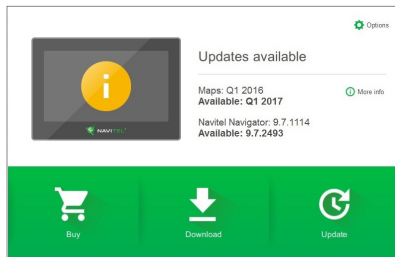 Options
Updates available
Maps: Q1 2016
Available: Q1 2017
More info
Navitel Navigator: 9.7.1114
Available: 9.7.2493
NAVITEL
Buy
Download
Update